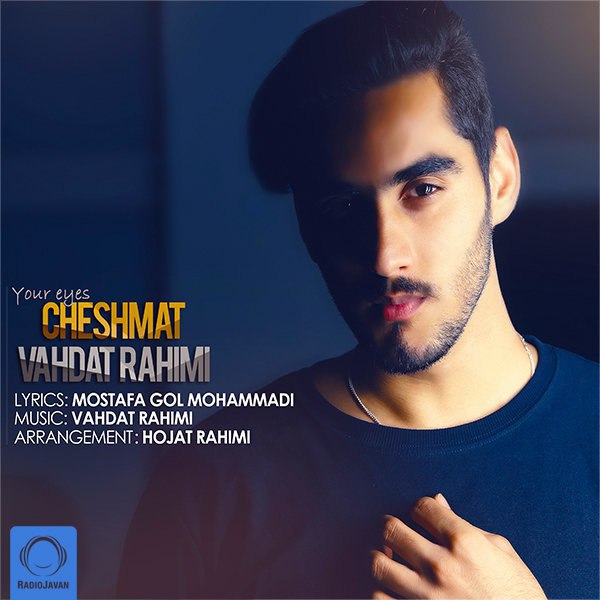 Your eyes
CHESHMAT
VAHDAT RAHIMI
LYRICS: MOSTAFA GOL MOHAMMADI
MUSIC: VAHDAT RAHIMI
ARRANGEMENT: HOJAT RAHIMI
RADIOJAVAN